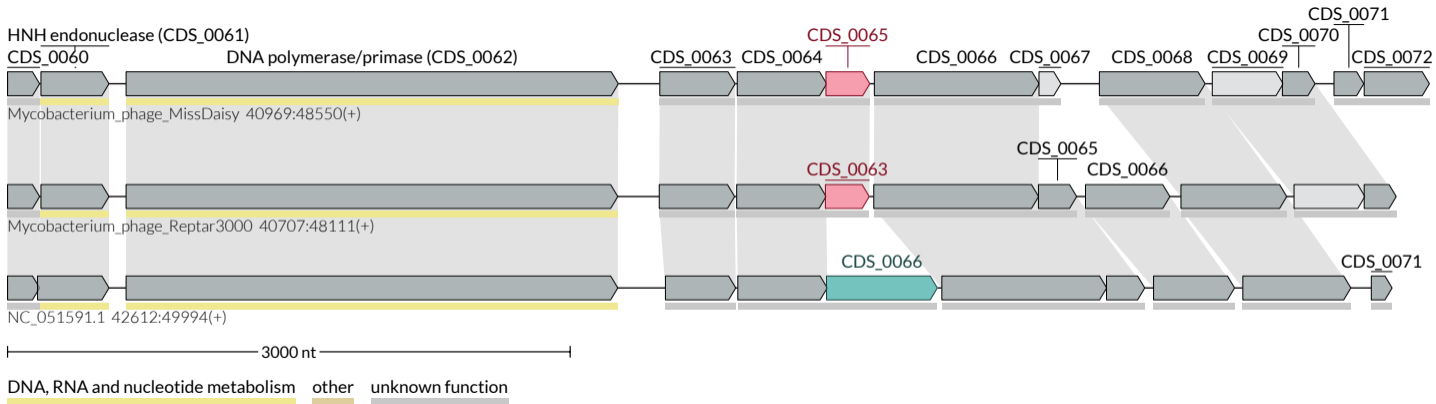 CDS_0071
HNH endonuclease (CDS_0061) CDS_0065 CDS_0070
CDS_0060 DNA polymerase/primase (CDS_0062) CDS_0063 CDS_0064 CDS_0066 CDS_0067 CDS_0068 CDS_0069 CDS_0072
Mycobacterium_phage_MissDaisy 40969:48550(+)
CDS_0065
CDS_0063 CDS_0066
Mycobacterium_phage_Reptar3000 40707:48111(+)
CDS_0066 CDS_0071
NC_051591.1 42612:49994(+)
3000 nt
DNA, RNA and nucleotide metabolism other unknown function